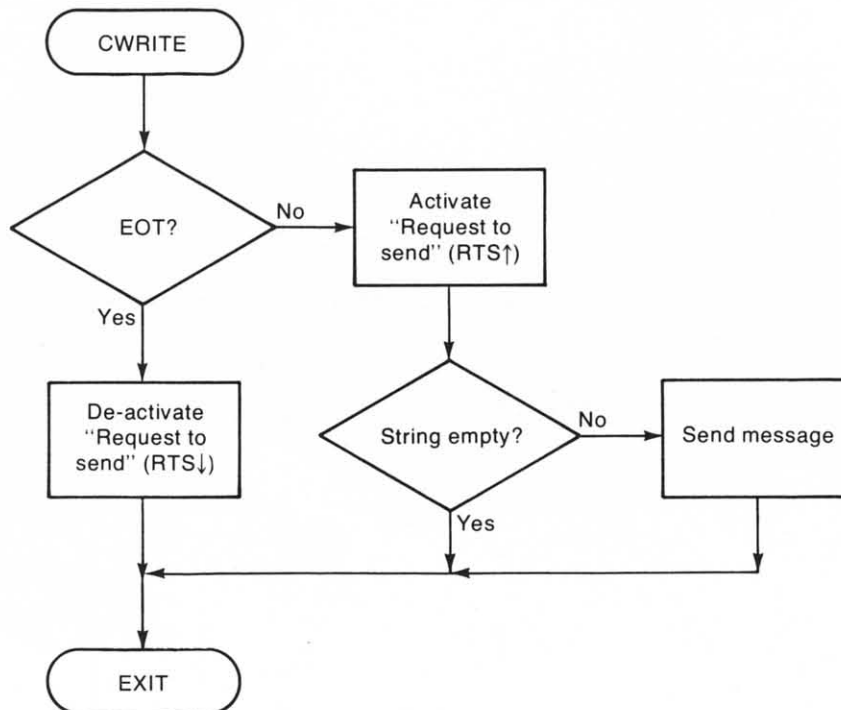 CWRITE
EOT?
No
Activate
“Request to
send” (RTS↑)
Yes
De-activate
“Request to
send” (RTS↓)
String empty?
No
Send message
Yes
EXIT